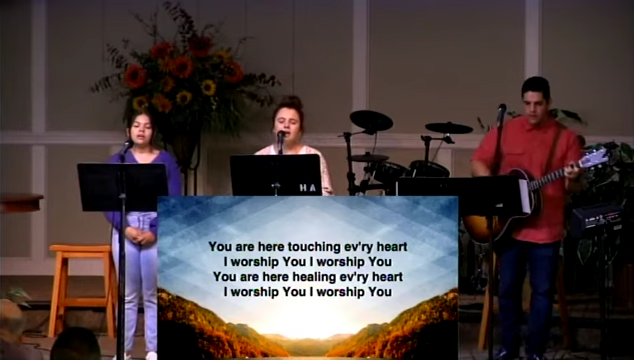 HA
You are here touching ev'ry heart
I worship You I worship You
You are here healing ev'ry heart
I worship You I worship You